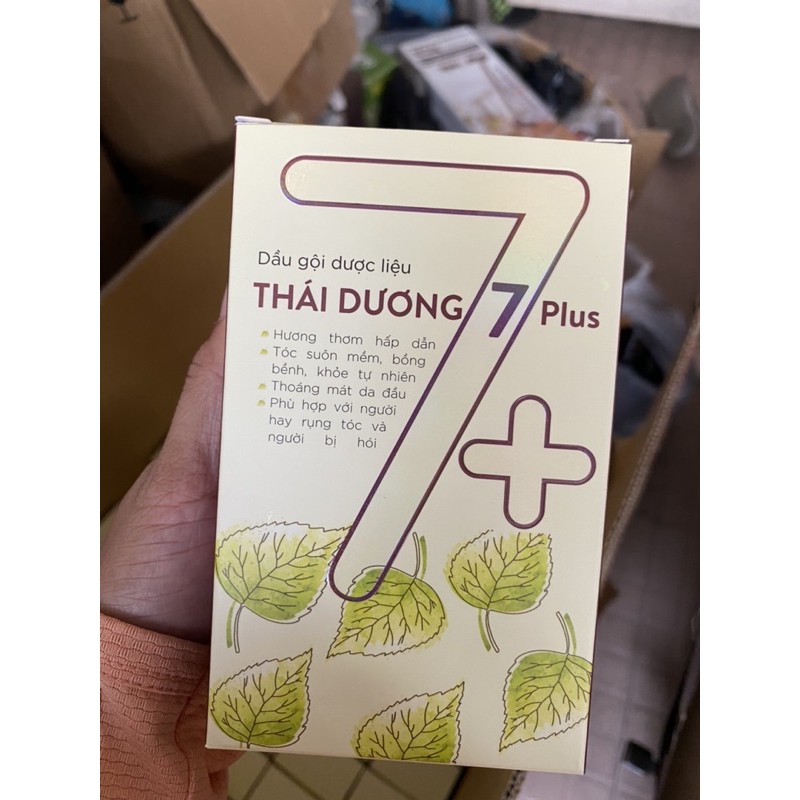 Dầu gội dược liệu
THÁI DƯƠNG 7 Plus
Hương thơm hấp dẫn
Tóc suôn mềm, bồng
bềnh, khỏe tự nhiên
Thoáng mát da đầu
Phù hợp với người
hay rụng tóc và
người bị hói
7+